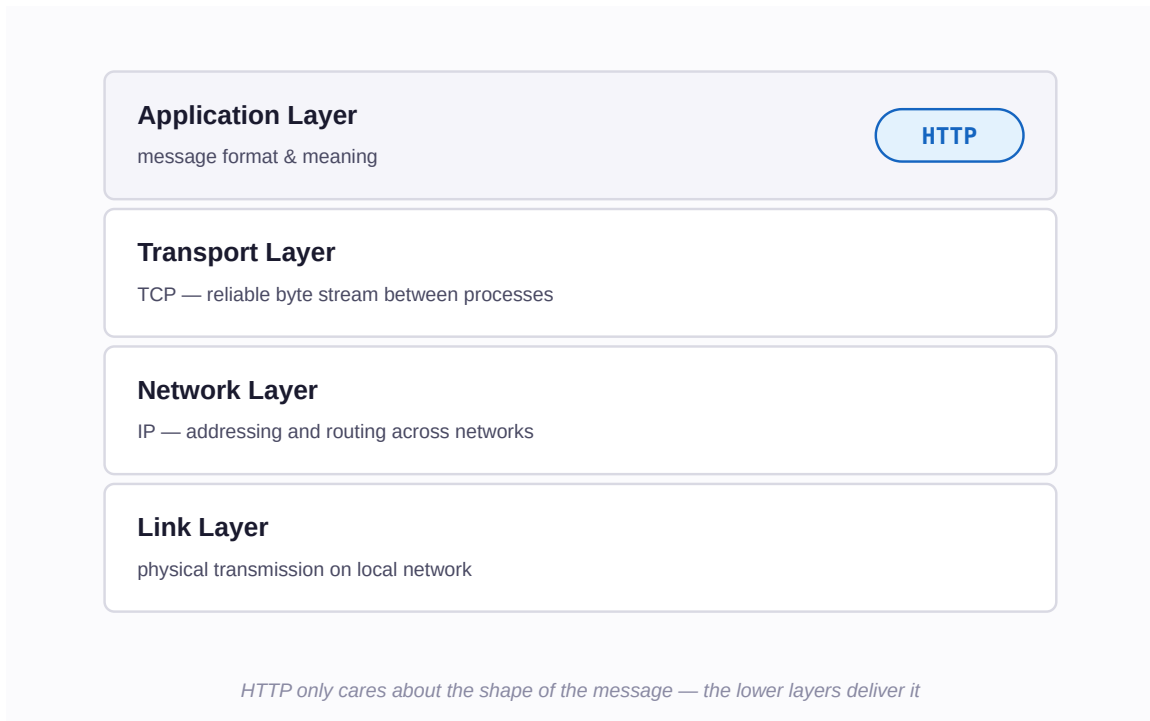 Application Layer
message format & meaning
HTTP
Transport Layer
TCP — reliable byte stream between processes
Network Layer
IP — addressing and routing across networks
Link Layer
physical transmission on local network
HTTP only cares about the shape of the message — the lower layers deliver it